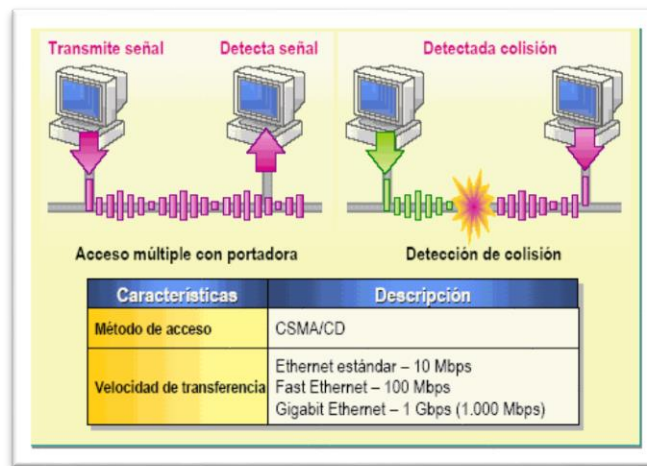 Transmite señal
Detecta señal
Detectada colisión
Acceso múltiple con portadora
Detección de colisión
Características
Descripción
Método de acceso
CSMA/CD
Velocidad de transferencia
Ethernet estándar – 10 Mbps
Fast Ethernet – 100 Mbps
Gigabit Ethernet – 1 Gbps (1.000 Mbps)